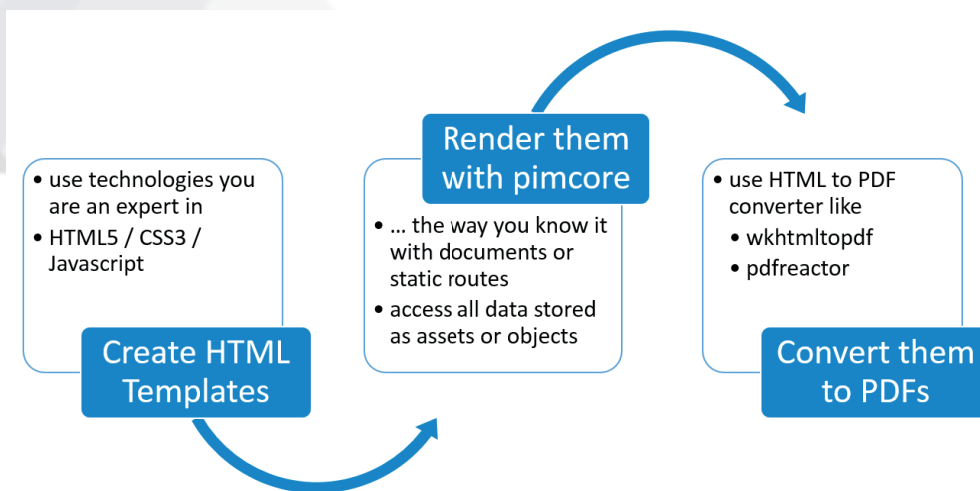 • use technologies you
are an expert in
• HTML5 / CSS3 /
Javascript
Create HTML
Templates
Render them
with pimcore
• ... the way you know it
with documents or
static routes
• access all data stored
as assets or objects
• use HTML to PDF
converter like
• wkhtmltopdf
• pdfreactor
Convert them
to PDFs